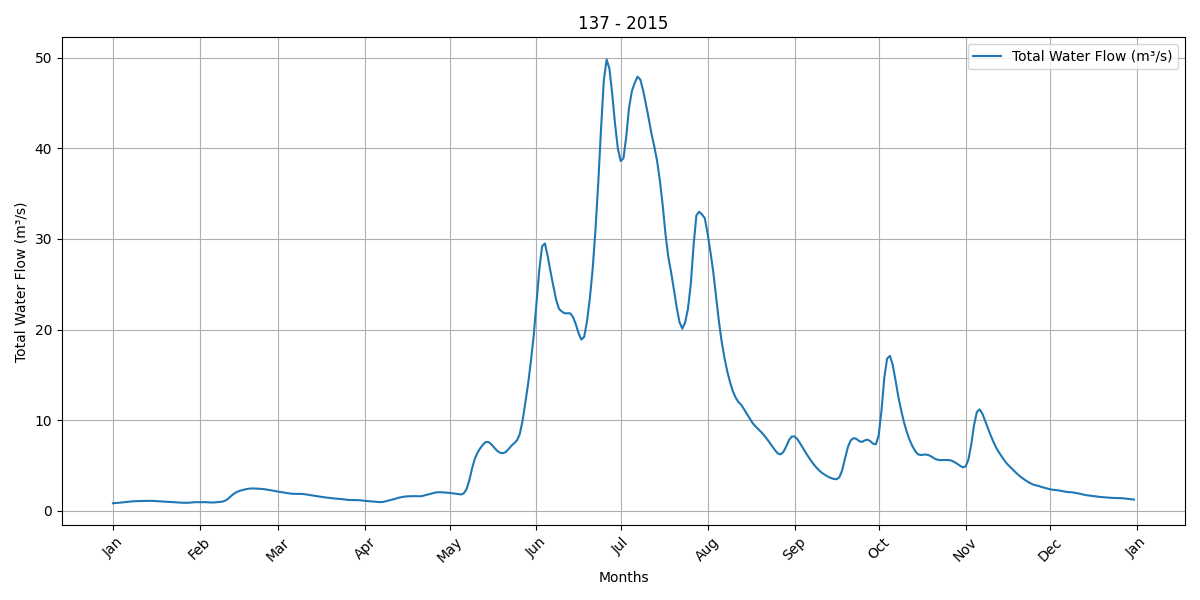 137 - 2015
Total Water Flow (m³/s)
Total Water Flow (m³/s)
50
40
30
20
10
0
Jan
Feb
Mar
Apr
May
Jun
Jul
Aug
Sep
Oct
Nov
Dec
Jan
Months